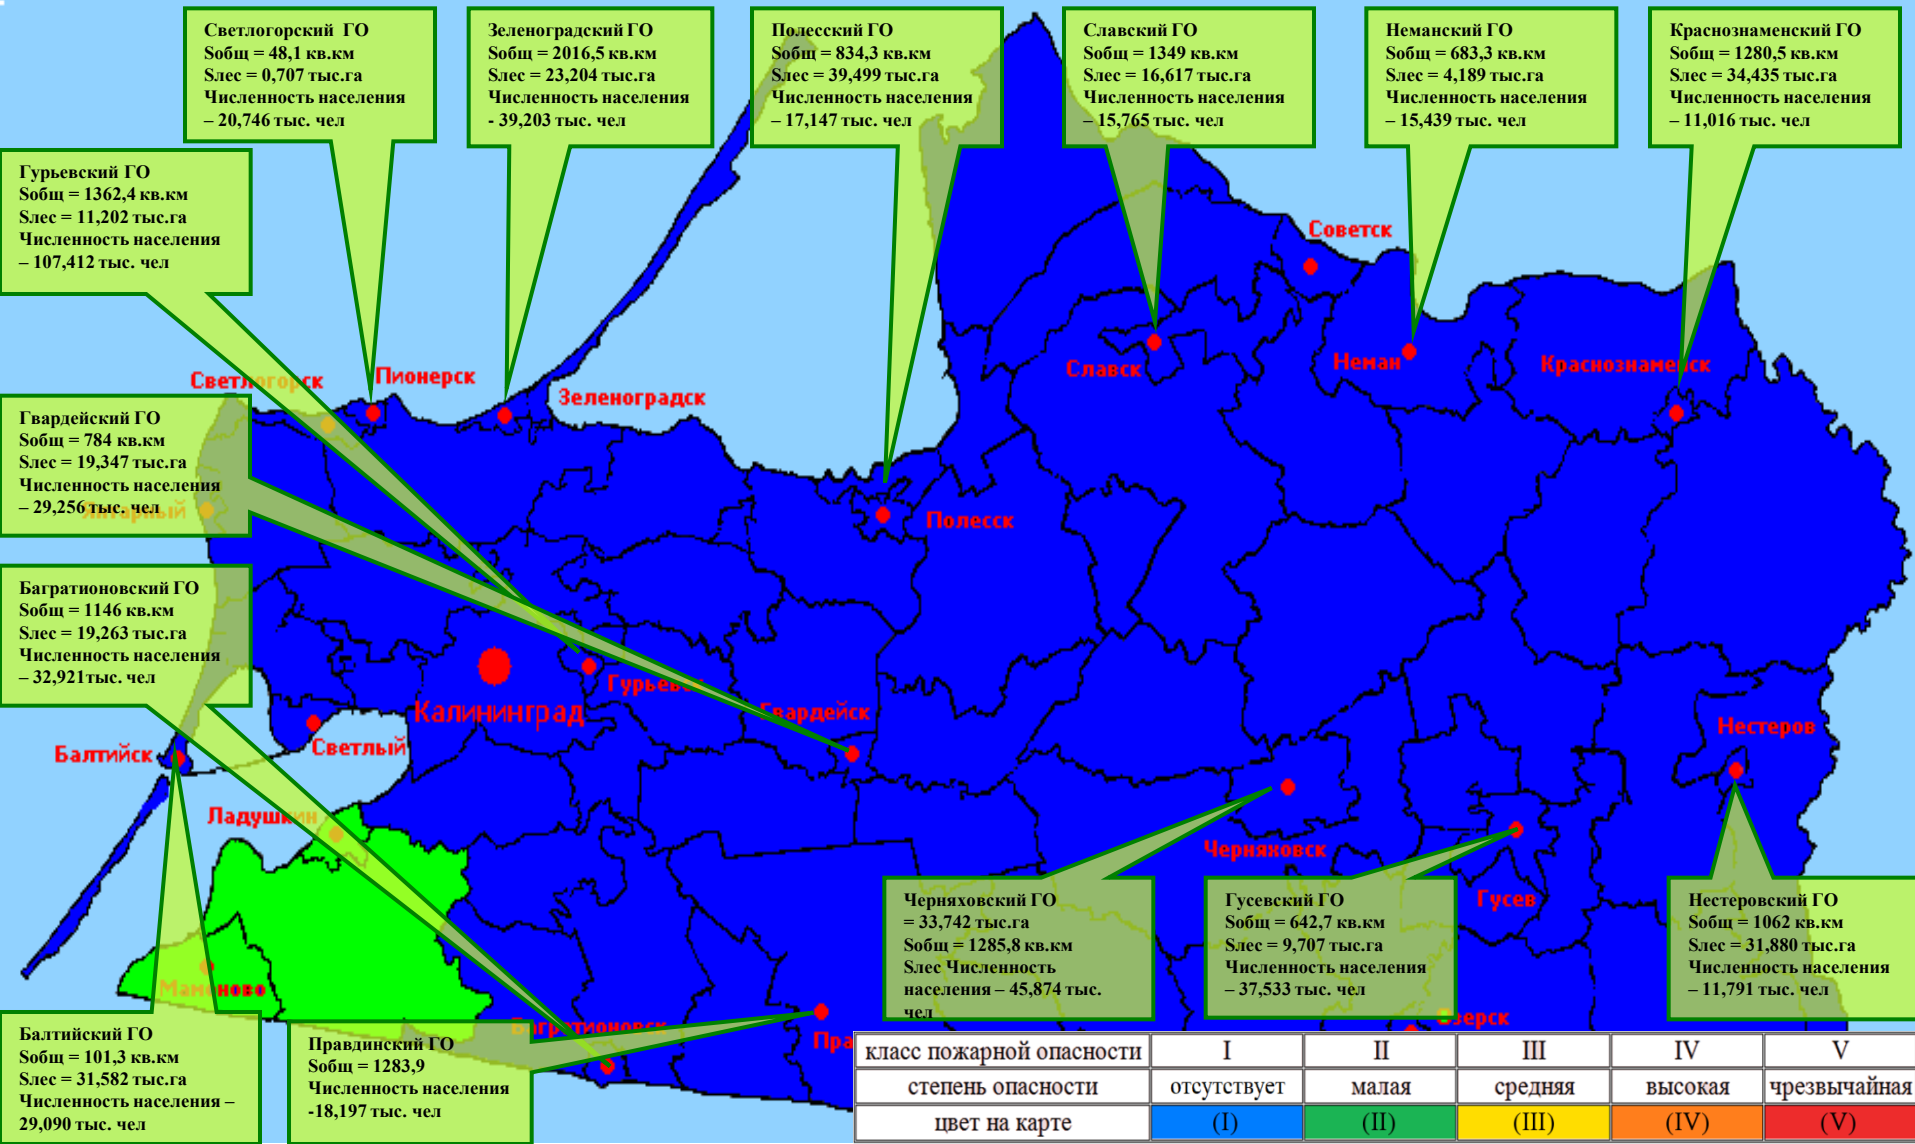 Светлогорский ГО
Sобщ = 48,1 кв.км
Sлес = 0,707 тыс.га
Численность населения
– 20,746 тыс. чел
Зеленоградский ГО
Sобщ = 2016,5 кв.км
Sлес = 23,204 тыс.га
Численность населения
- 39,203 тыс. чел
Полесский ГО
Sобщ = 834,3 кв.км
Sлес = 39,499 тыс.га
Численность населения
– 17,147 тыс. чел
Славский ГО
Sобщ = 1349 кв.км
Sлес = 16,617 тыс.га
Численность населения
– 15,765 тыс. чел
Неманский ГО
Sобщ = 683,3 кв.км
Sлес = 4,189 тыс.га
Численность населения
– 15,439 тыс. чел
Краснознаменский ГО
Sобщ = 1280,5 кв.км
Sлес = 34,435 тыс.га
Численность населения
– 11,016 тыс. чел
Гурьевский ГО
Sобщ = 1362,4 кв.км
Sлес = 11,202 тыс.га
Численность населения
– 107,412 тыс. чел
Советск
Светлогорск
Пионерск
Зеленоградск
Славск
Неман
Краснознаменск
Гвардейский ГО
Sобщ = 784 кв.км
Sлес = 19,347 тыс.га
Численность населения
– 29,256 тыс. чел
Янтарный
Полесск
Багратионовский ГО
Sобщ = 1146 кв.км
Sлес = 19,263 тыс.га
Численность населения
– 32,921тыс. чел
Гурьевск
Калининград
Гвардейск
Нестеров
Балтийск
Светлый
Ладушкин
Черняховск
Гусев
Мамоново
Багратионовск
Черняховский ГО
= 33,742 тыс.га
Sобщ = 1285,8 кв.км
Sлес Численность
населения – 45,874 тыс.
чел
Гусевский ГО
Sобщ = 642,7 кв.км
Sлес = 9,707 тыс.га
Численность населения
– 37,533 тыс. чел
Нестеровский ГО
Sобщ = 1062 кв.км
Sлес = 31,880 тыс.га
Численность населения
– 11,791 тыс. чел
Озерск
Балтийский ГО
Sобщ = 101,3 кв.км
Sлес = 31,582 тыс.га
Численность населения –
29,090 тыс. чел
Правдинский ГО
Sобщ = 1283,9
Численность населения
-18,197 тыс. чел
Пра
класс пожарной опасности I II III IV V
степень опасности отсутствует малая средняя высокая чрезвычайная
цвет на карте (I) (II) (III) (IV) (V)